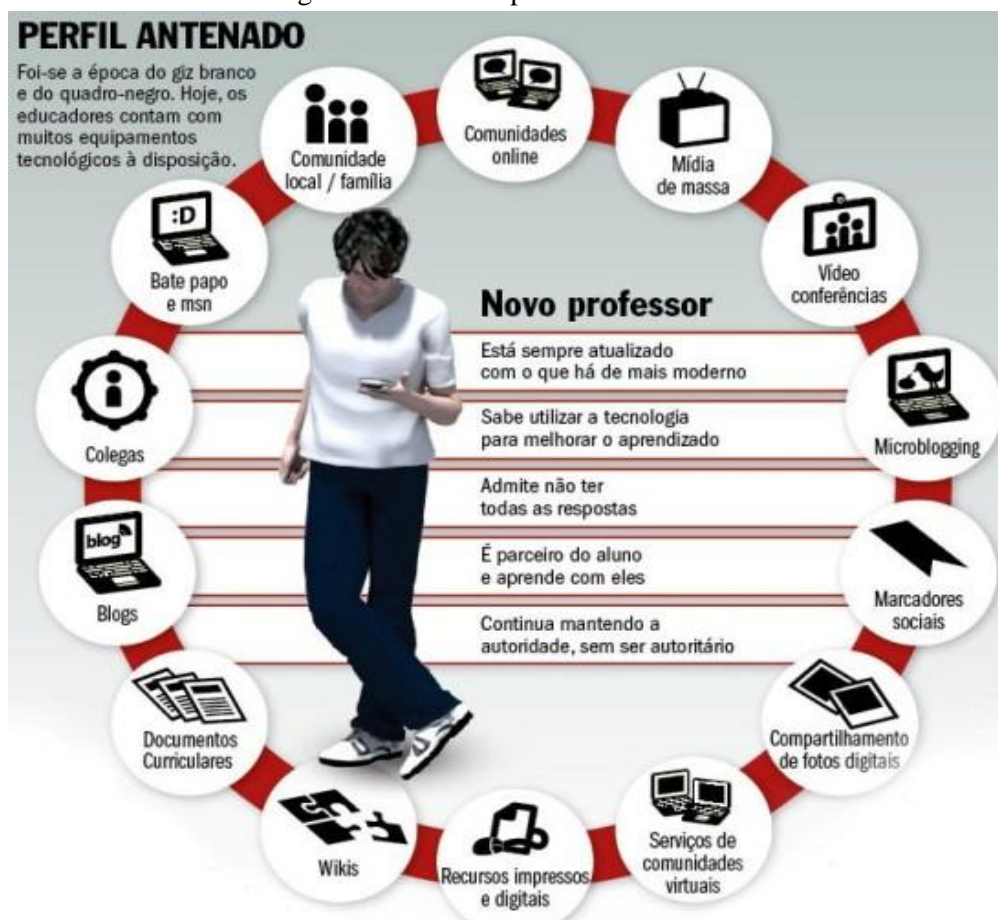 PERFIL ANTENADO
Foi-se a época do giz branco
e do quadro-negro. Hoje, os
educadores contam com
muitos equipamentos
tecnológicos à disposição.
Comunidade
local / família
Comunidades
online
Mídia
de massa
:D
Bate papo
e msn
Vídeo
conferências
Novo professor
Está sempre atualizado
com o que há de mais moderno
Sabe utilizar a tecnologia
para melhorar o aprendizado
Admite não ter
todas as respostas
É parceiro do aluno
e aprende com eles
Continua mantendo a
autoridade, sem ser autoritário
Colegas
Microblogging
blog
Blogs
Marcadores
sociais
Documentos
Curriculares
Compartilhamento
de fotos digitais
Wikis
Recursos impressos
e digitais
Serviços de
comunidades
virtuais